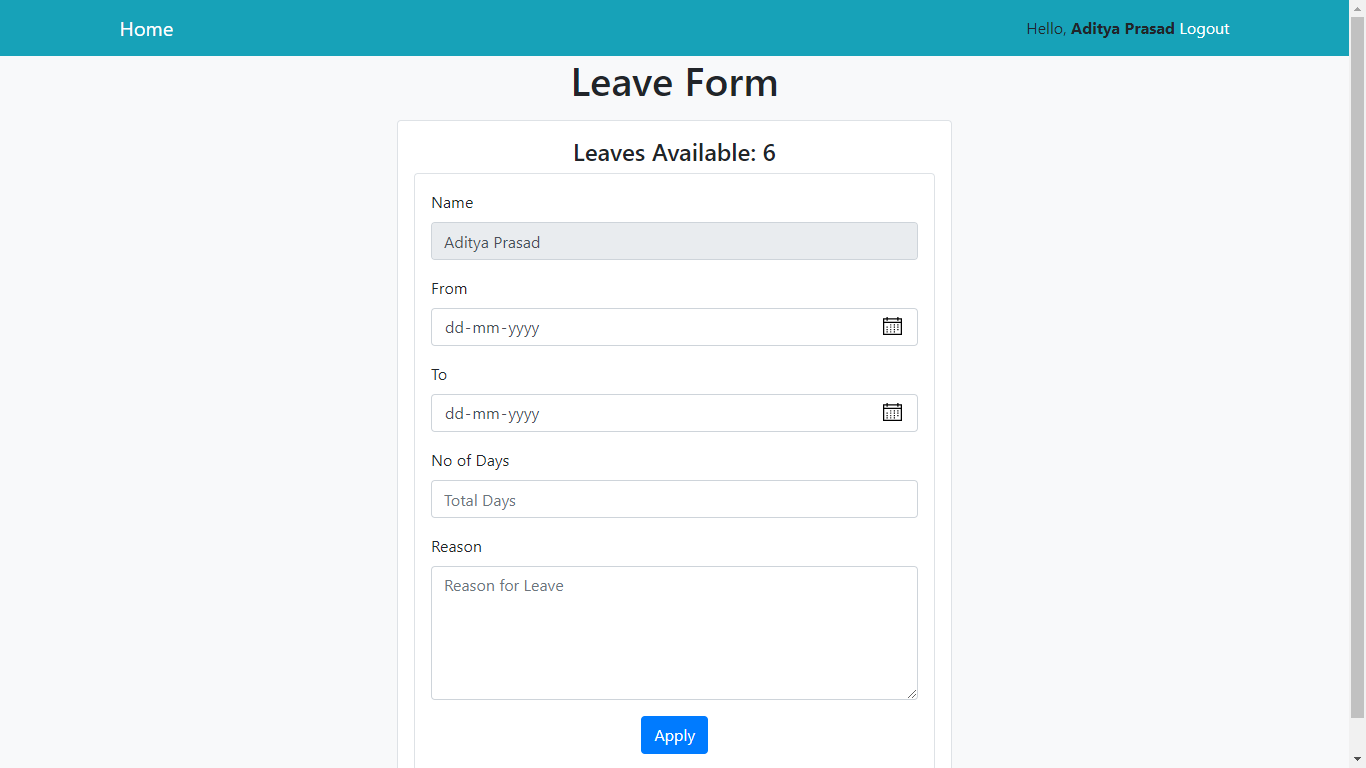 Home
Hello, Aditya Prasad Logout
Leave Form
Leaves Available: 6
Name
Aditya Prasad
From
dd-mm-yyyy
To
dd-mm-yyyy
No of Days
Total Days
Reason
Reason for Leave
Apply